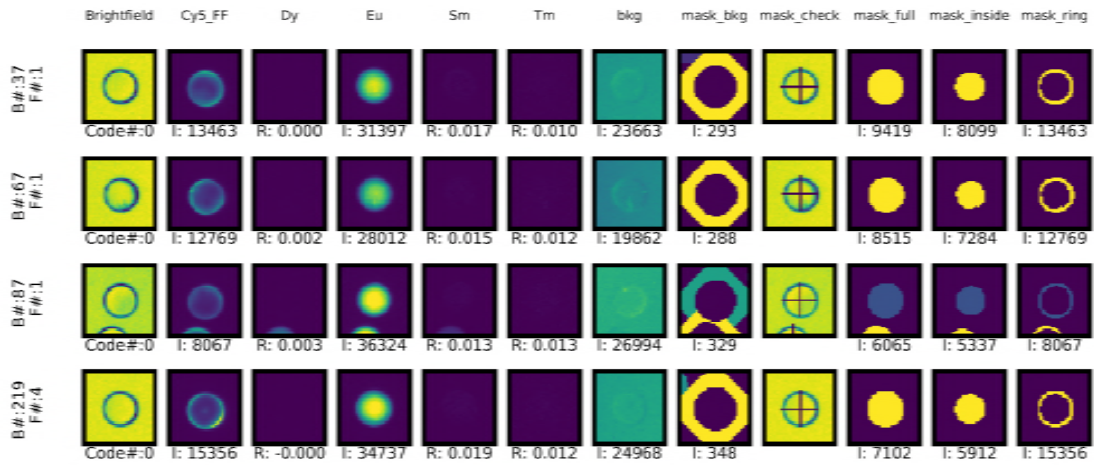 Brightfield Cy5_FF Dy Eu Sm Tm bkg mask_bkg mask_check mask_full mask_inside mask_ring
B#:37
F#:1
Code#:0 I: 13463 R: 0.000 I: 31397 R: 0.017 R: 0.010 I: 23663 I: 293 I: 9419 I: 8099 I: 13463
B#:67
F#:1
Code#:0 I: 12769 R: 0.002 I: 28012 R: 0.015 R: 0.012 I: 19862 I: 288 I: 8515 I: 7284 I: 12769
B#:87
F#:1
Code#:0 I: 8067 R: 0.003 I: 36324 R: 0.013 R: 0.013 I: 26994 I: 329 I: 6065 I: 5337 I: 8067
B#:219
F#:4
Code#:0 I: 15356 R: -0.000 I: 34737 R: 0.019 R: 0.012 I: 24968 I: 348 I: 7102 I: 5912 I: 15356